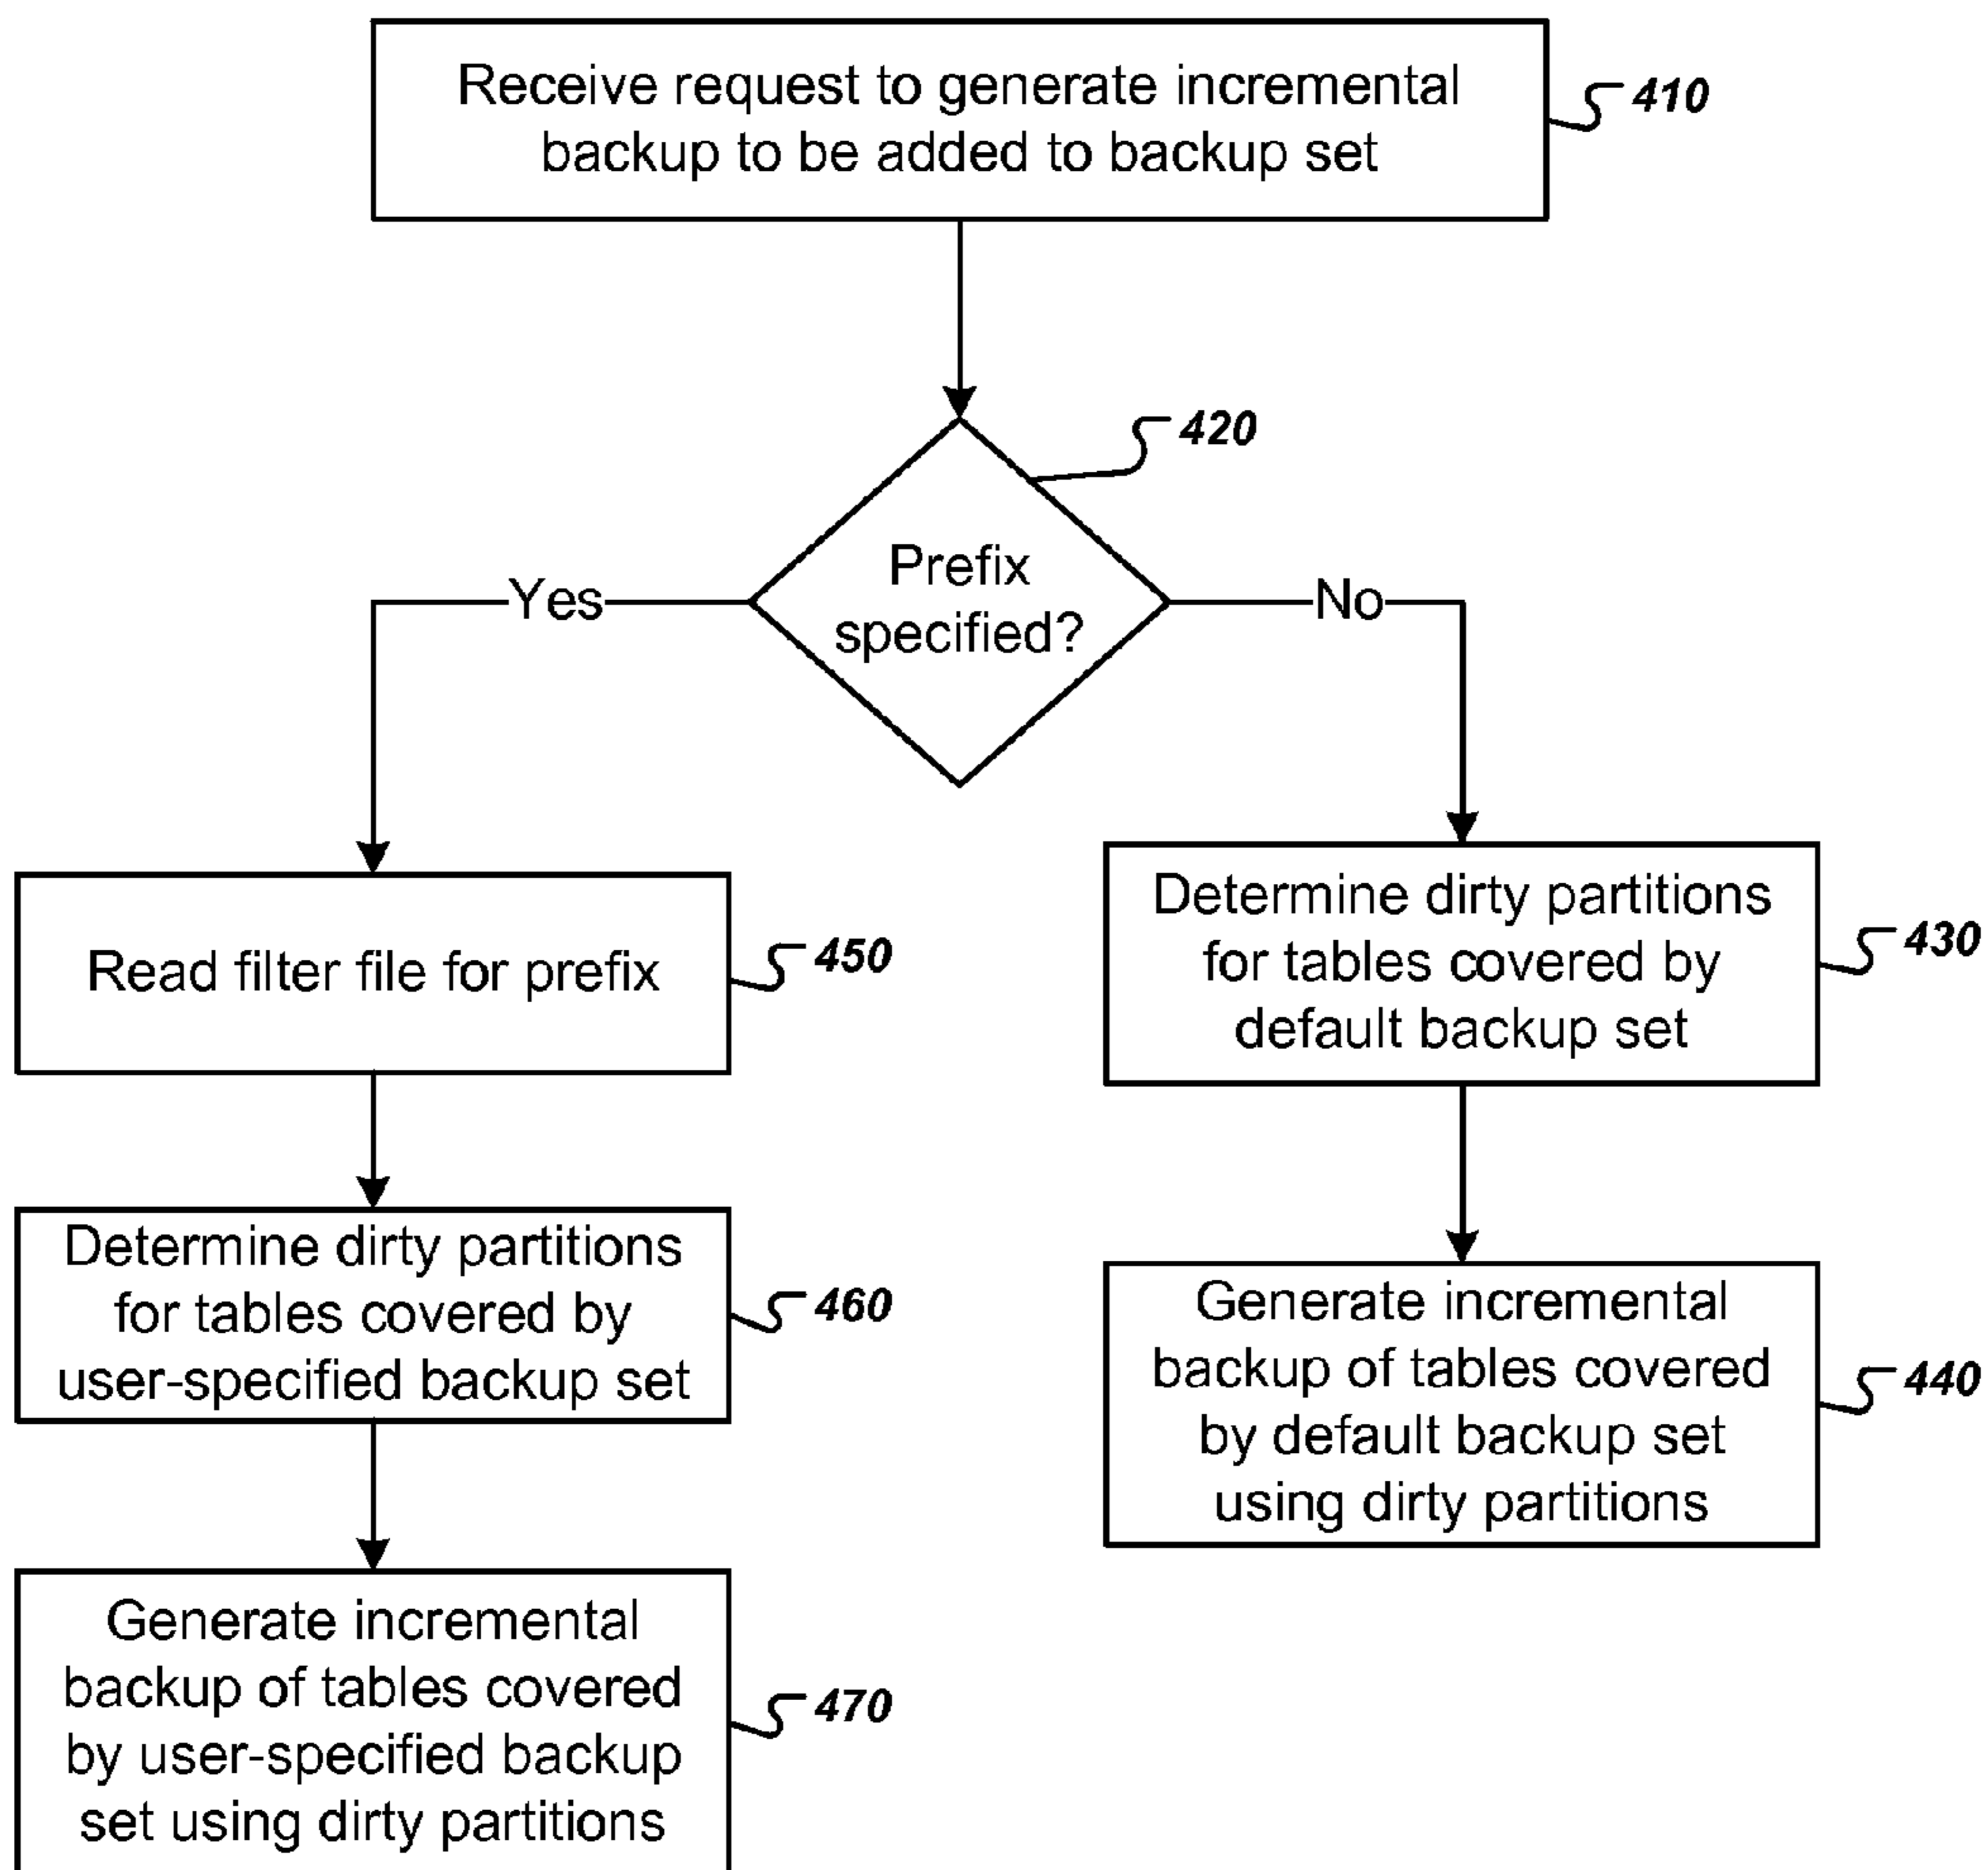 Receive request to generate incremental
backup to be added to backup set
410
420
Prefix
specified?
Yes
No
Determine dirty partitions
for tables covered by
default backup set
430
Read filter file for prefix
450
Determine dirty partitions
for tables covered by
user-specified backup set
460
Generate incremental
backup of tables covered
by default backup set
using dirty partitions
440
Generate incremental
backup of tables covered
by user-specified backup
set using dirty partitions
470